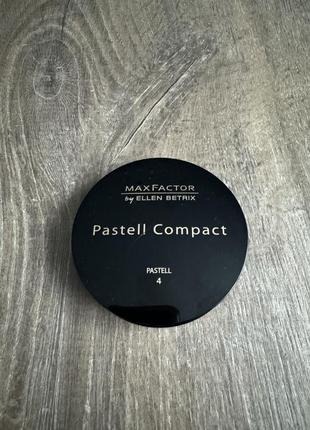 MAXFACTOR
by ELLEN BETRIX
Pastell Compact
PASTELL
4